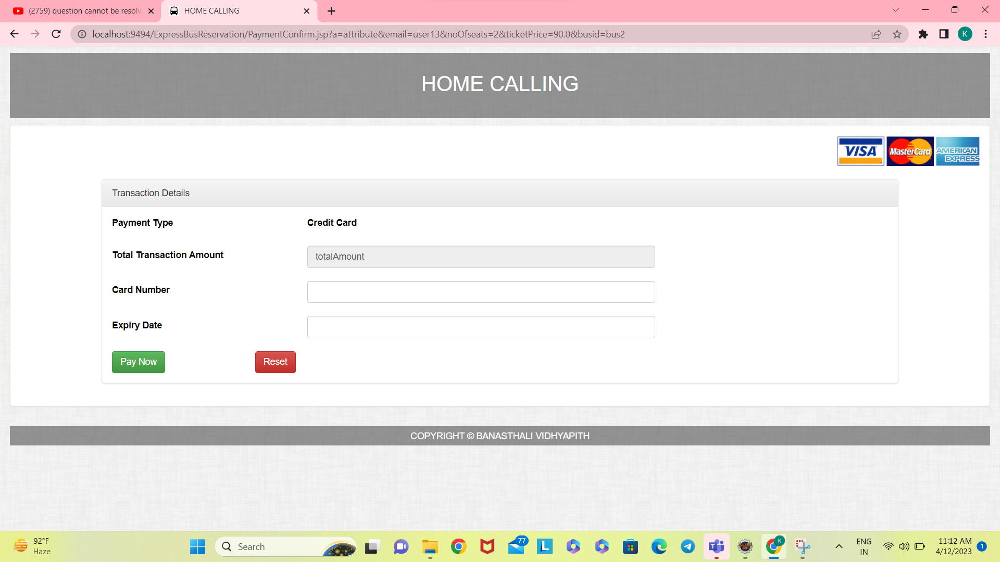 (2759) question cannot be resolv
HOME CALLING
localhost:9494/ExpressBusReservation/PaymentConfirm.jsp?a=attribute&email=user13&noOfseats=2&ticketPrice=90.0&busid=bus2
K
HOME CALLING
VISA
MasterCard
AMERICAN
EXPRESS
Transaction Details
Payment Type
Credit Card
Total Transaction Amount
totalAmount
Card Number
Expiry Date
Pay Now
Reset
COPYRIGHT © BANASTHALI VIDHYAPITH
92°F
Haze
Search
77
L
K
ENG
IN
11:12 AM
4/12/2023
1